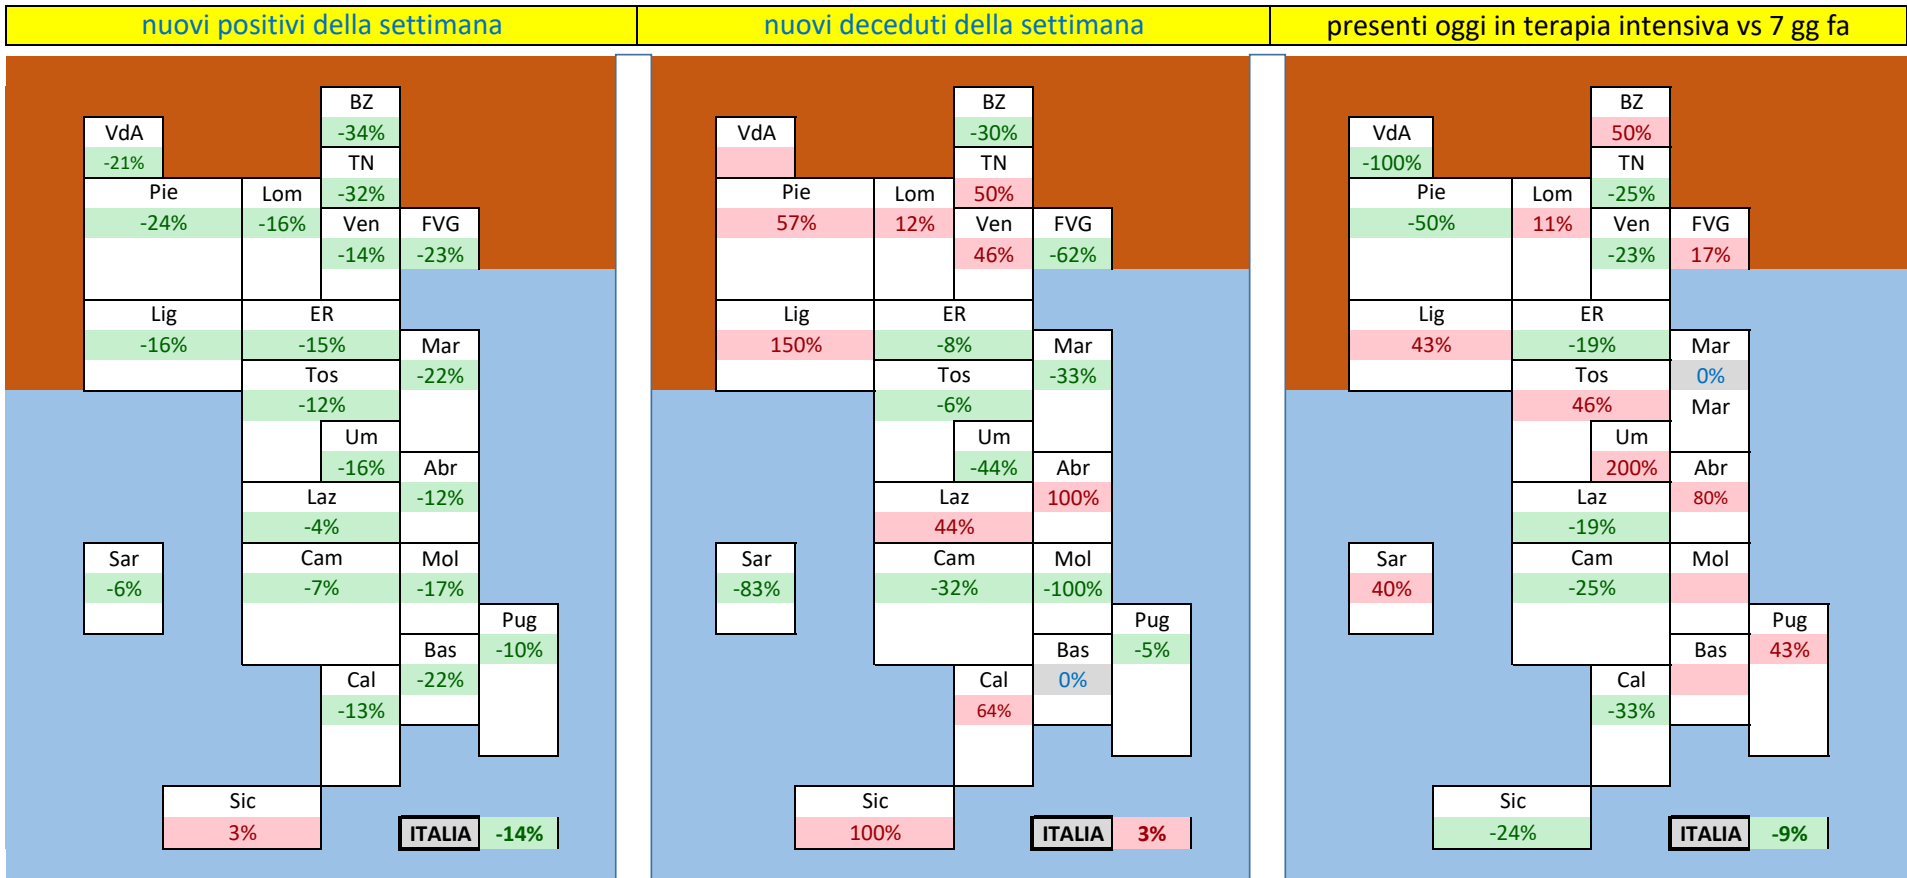 nuovi positivi della settimana
nuovi deceduti della settimana
presenti oggi in terapia intensiva vs 7 gg fa
BZ
-34%
VdA
-21%
TN
-32%
Pie
-24%
Lom
-16%
Ven
-14%
FVG
-23%
Lig
-16%
ER
-15%
Mar
-22%
Tos
-12%
Um
-16%
Abr
-12%
Laz
-4%
Sar
-6%
Cam
-7%
Mol
-17%
Pug
-10%
Bas
-22%
Cal
-13%
Sic
3%
ITALIA -14%
BZ
-30%
VdA
TN
50%
Pie
57%
Lom
12%
Ven
46%
FVG
-62%
Lig
150%
ER
-8%
Mar
-33%
Tos
-6%
Um
-44%
Abr
100%
Laz
44%
Sar
-83%
Cam
-32%
Mol
-100%
Pug
-5%
Bas
0%
Cal
64%
Sic
100%
ITALIA 3%
BZ
50%
VdA
-100%
TN
-25%
Pie
-50%
Lom
11%
Ven
-23%
FVG
17%
Lig
43%
ER
-19%
Mar
0%
Mar
Tos
46%
Um
200%
Abr
80%
Laz
-19%
Sar
40%
Cam
-25%
Mol
Pug
43%
Bas
Cal
-33%
Sic
-24%
ITALIA -9%